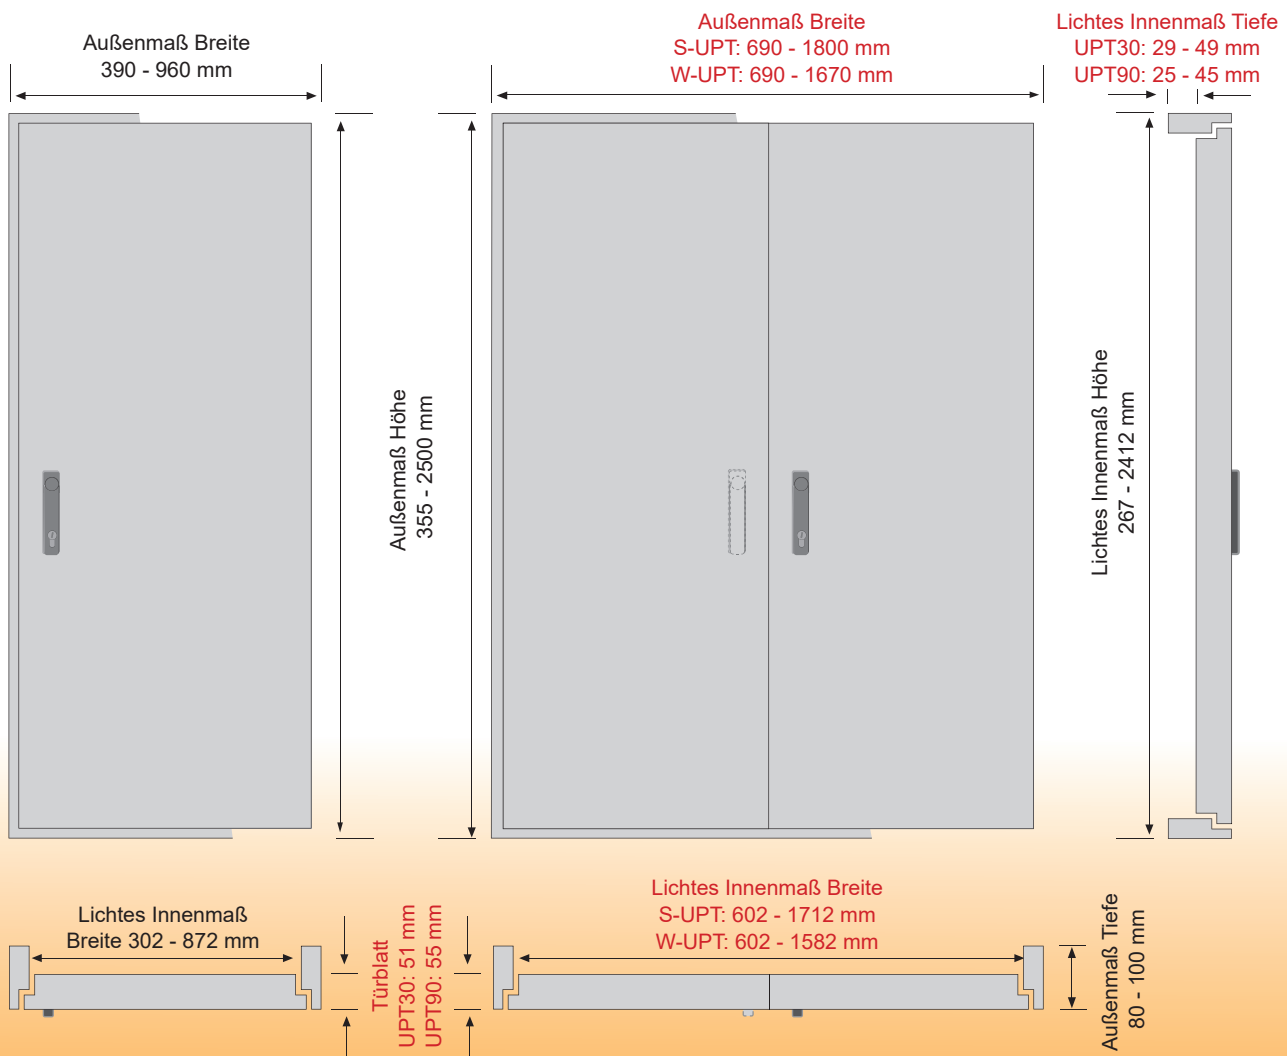 Außenmaß Breite
390 - 960 mm
Außenmaß Breite
S-UPT: 690 - 1800 mm
W-UPT: 690 - 1670 mm
Lichtes Innenmaß Tiefe
UPT30: 29 - 49 mm
UPT90: 25 - 45 mm
Außenmaß Höhe
355 - 2500 mm
Lichtes Innenmaß Höhe
267 - 2412 mm
Lichtes Innenmaß
Breite 302 - 872 mm
Türblatt
UPT30: 51 mm
UPT90: 55 mm
Lichtes Innenmaß Breite
S-UPT: 602 - 1712 mm
W-UPT: 602 - 1582 mm
Außenmaß Tiefe
80 - 100 mm